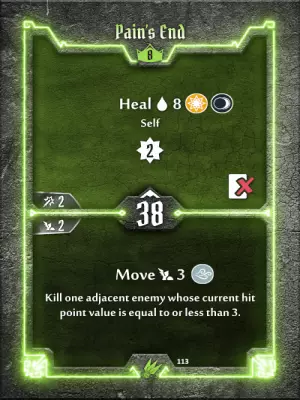 Pain's End
8
Heal 8
Self
2
2
38
2
Move 3
Kill one adjacent enemy whose current hit
point value is equal to or less than 3.
113